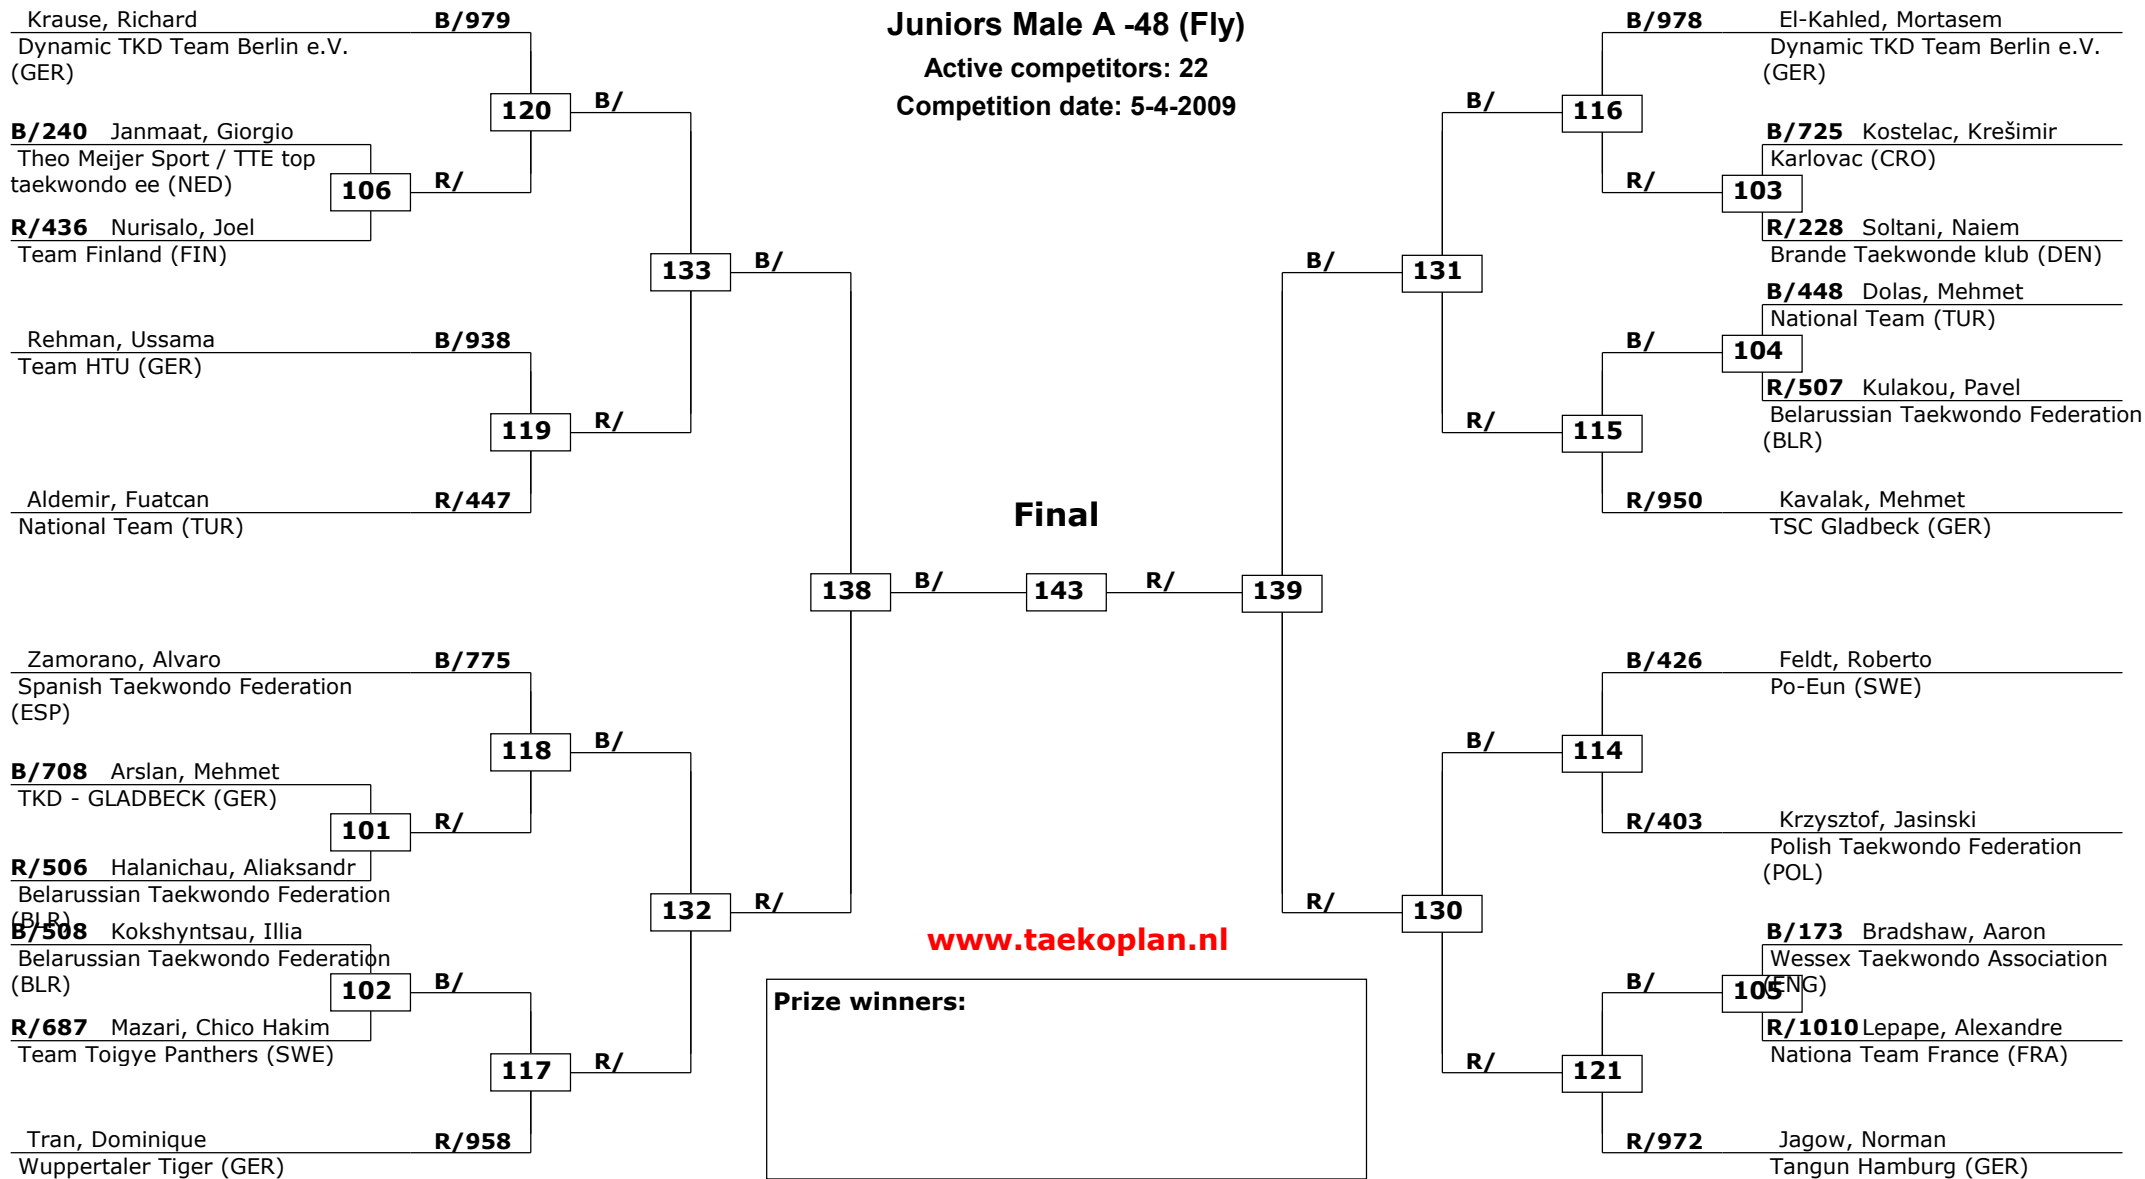 Juniors Male A -48 (Fly)
Active competitors: 22
Competition date: 5-4-2009
Krause, Richard B/979
Dynamic TKD Team Berlin e.V.
(GER)
120
B/
B/240 Janmaat, Giorgio
Theo Meijer Sport / TTE top
taekwondo ee (NED)
106
R/
R/436 Nurisalo, Joel
Team Finland (FIN)
133
B/
Rehman, Ussama B/938
Team HTU (GER)
119
R/
Aldemir, Fuatcan R/447
National Team (TUR)
138
B/
Zamorano, Alvaro B/775
Spanish Taekwondo Federation
(ESP)
118
B/
B/708 Arslan, Mehmet
TKD - GLADBECK (GER)
101
R/
R/506 Halanichau, Aliaksandr
Belarussian Taekwondo Federation
(BLR)
132
R/
B/508 Kokshyntsau, Illia
Belarussian Taekwondo Federation
(BLR)
102
B/
R/687 Mazari, Chico Hakim
Team Toigye Panthers (SWE)
117
R/
Tran, Dominique R/958
Wuppertaler Tiger (GER)
Final
143
R/
139
www.taekoplan.nl
Prize winners:
B/978 El-Kahled, Mortasem
Dynamic TKD Team Berlin e.V.
(GER)
B/
116
B/725 Kostelac, Krešimir
Karlovac (CRO)
R/
103
R/228 Soltani, Naiem
Brande Taekwonde klub (DEN)
B/
131
B/448 Dolas, Mehmet
National Team (TUR)
B/
104
R/507 Kulakou, Pavel
Belarussian Taekwondo Federation
(BLR)
R/
115
R/950 Kavalak, Mehmet
TSC Gladbeck (GER)
B/426 Feldt, Roberto
Po-Eun (SWE)
B/
114
R/403 Krzysztof, Jasinski
Polish Taekwondo Federation
(POL)
R/
130
B/173 Bradshaw, Aaron
Wessex Taekwondo Association
(ENG)
B/
105
R/1010 Lepape, Alexandre
Nationa Team France (FRA)
R/
121
R/972 Jagow, Norman
Tangun Hamburg (GER)